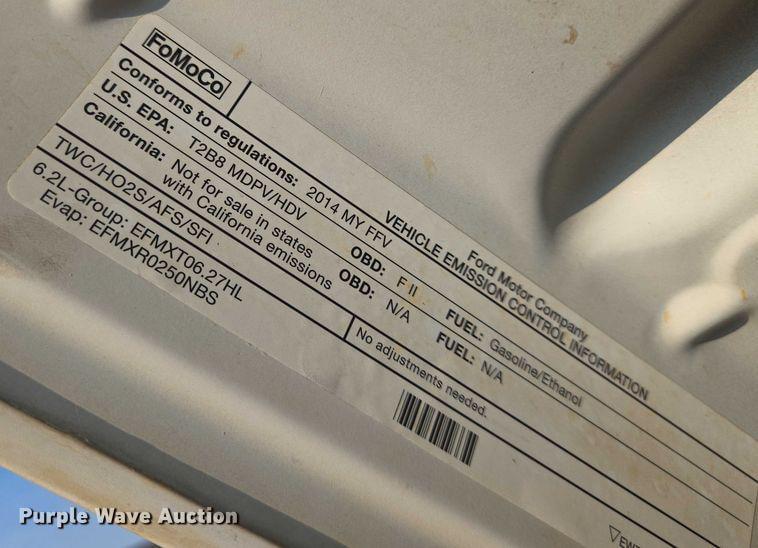 FoMoCo
Ford Motor Company
VEHICLE EMISSION CONTROL INFORMATION
Conforms to regulations: 2014 MY FFV
U.S. EPA: T2B8 MDPV/HDV OBD: F II FUEL: Gasoline/Ethanol
California: Not for sale in states with California emissions OBD: N/A FUEL: N/A
TWC/HO2S/AFS/SFI
No adjustments needed.
6.2L-Group: EFMXT06.27HL
Evap: EFMXR0250NBS
Purple Wave Auction